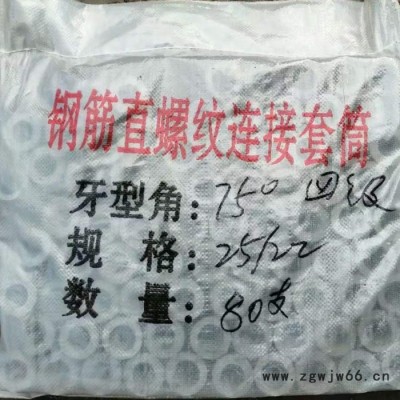 钢筋直螺纹连接套筒
牙型角:75° 四级
规 格:25/22
数 量:80支
www.zgwjw66.cn